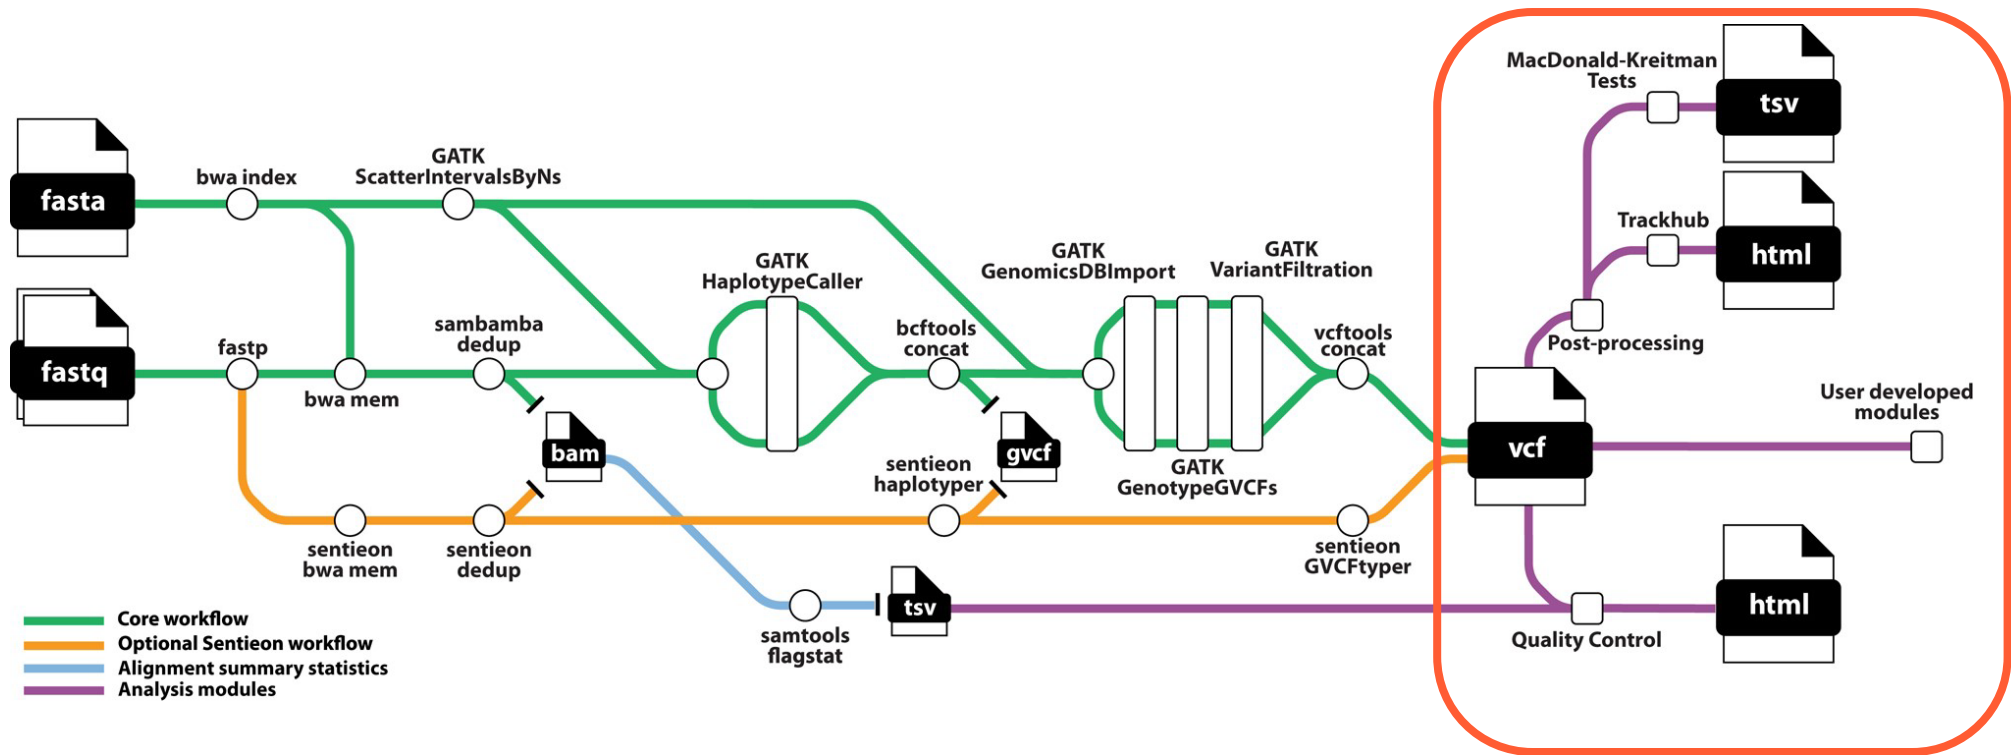 fasta
bwa index
GATK
ScatterIntervalsByNs
fastq
fastp
bwa mem
sambamba
dedup
bam
GATK
HaplotypeCaller
bcftools
concat
gvcf
GATK
GenomicsDBImport
GATK
VariantFiltration
GATK
GenotypeGVCFs
vcftools
concat
sentieon
bwa mem
sentieon
dedup
sentieon
haplotyper
sentieon
GVCFtyper
samtools
flagstat
tsv
vcf
MacDonald-Kreitman
Tests
tsv
Trackhub
html
Post-processing
User developed
modules
Quality Control
html
Core workflow
Optional Sentieon workflow
Alignment summary statistics
Analysis modules